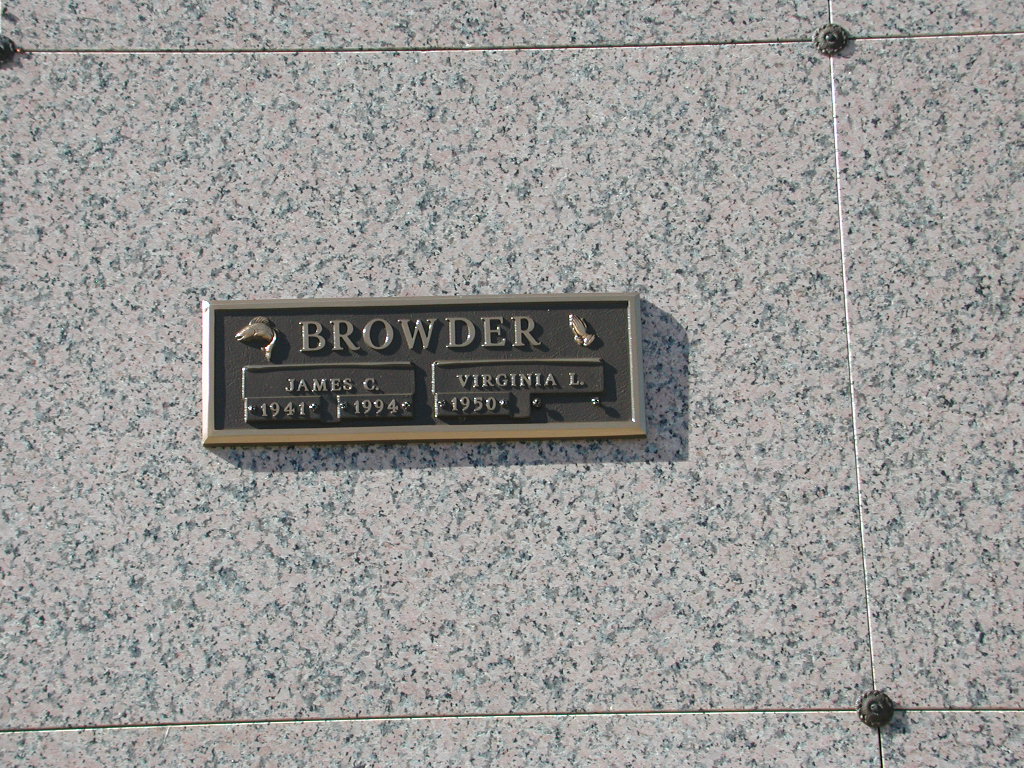 BROWDER
JAMES C. VIRGINIA L.
1941 1994 1950